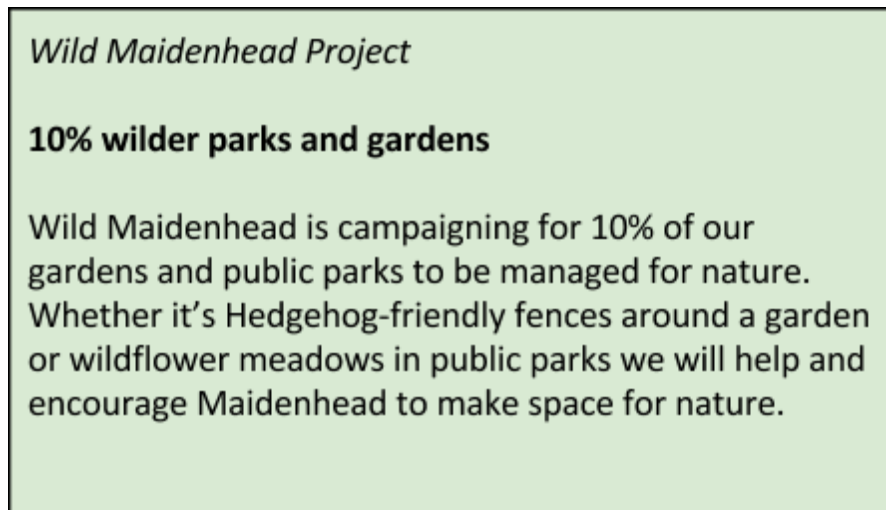 Wild Maidenhead Project
10% wilder parks and gardens
Wild Maidenhead is campaigning for 10% of our
gardens and public parks to be managed for nature.
Whether it’s Hedgehog-friendly fences around a garden
or wildflower meadows in public parks we will help and
encourage Maidenhead to make space for nature.